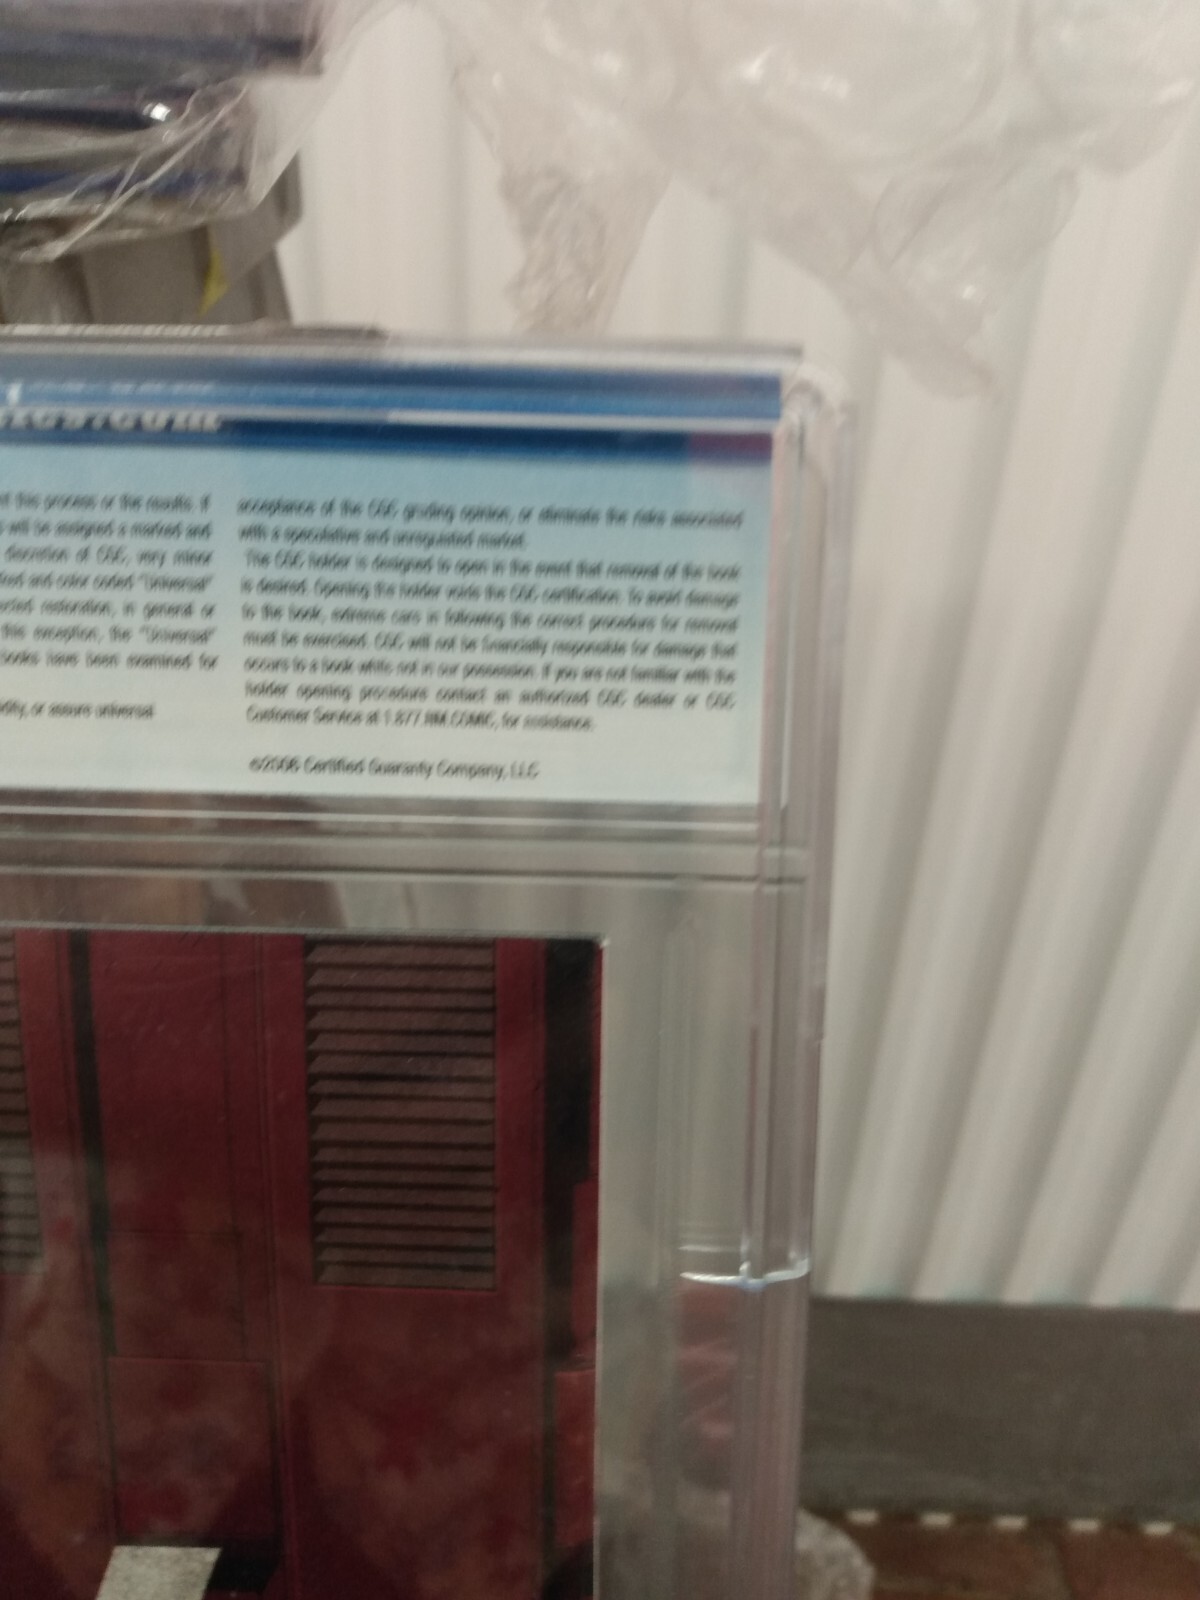 t this process or the results. If
will be assigned a marked and
discretion of CGC, very minor
and color coded "Universal"
restoration, in general or
this exception, the "Universal"
books have been examined for
or assure universal
acceptance of the CGC grading opinion, or eliminate the risks associated
with a speculative and unregulated market.
The CGC holder is designed to open in the event that removal of the book
is desired. Opening the holder voids the CGC certification. To avoid damage
to the book, extreme care in following the correct procedure for removal
must be exercised. CGC will not be financially responsible for damage that
occurs to a book while not in our possession. If you are not familiar with the
holder opening procedure contact an authorized CGC dealer or CGC
Customer Service at 1.877.NM.COMIC, for assistance.
©2006 Certified Guaranty Company, LLC